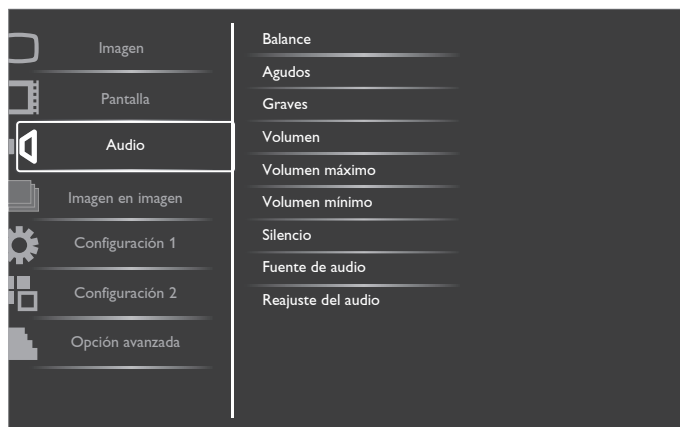 Imagen
Pantalla
Audio
Imagen en imagen
Configuración 1
Configuración 2
Opción avanzada
Balance
Agudos
Graves
Volumen
Volumen máximo
Volumen mínimo
Silencio
Fuente de audio
Reajuste del audio